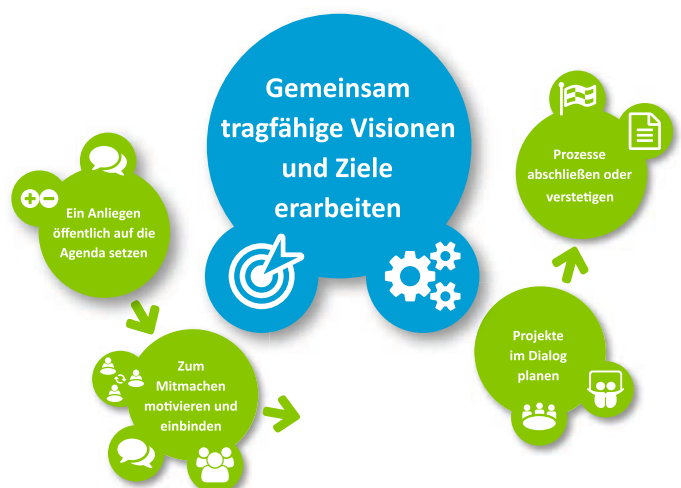 Gemeinsam
tragfähige Visionen
und Ziele
erarbeiten
Ein Anliegen
öffentlich auf die
Agenda setzen
Zum
Mitmachen
motivieren und
einbinden
Projekte
im Dialog
planen
Prozesse
abschließen oder
verstetigen